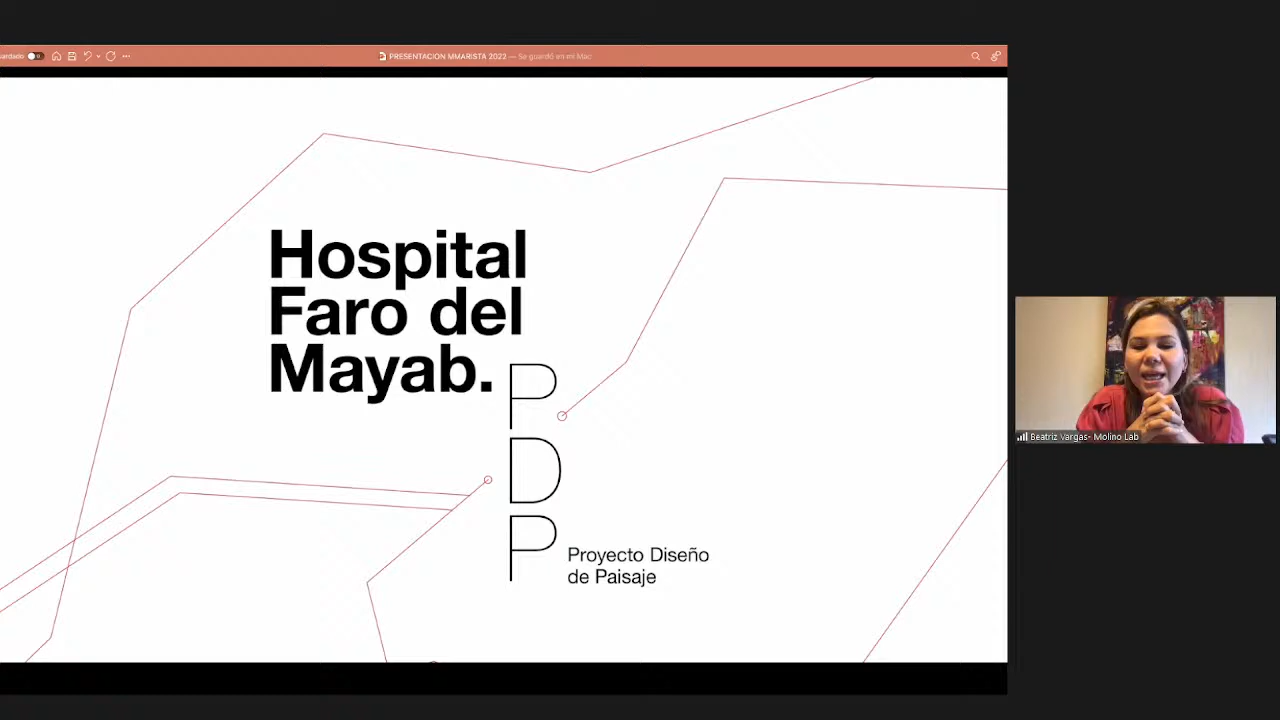 uardado
PRESENTACION MMARISTA 2022 — Se guardó en mi Mac
Hospital
Faro del
Mayab.
P
D
P
Proyecto Diseño
de Paisaje
Beatriz Vargas- Molino Lab